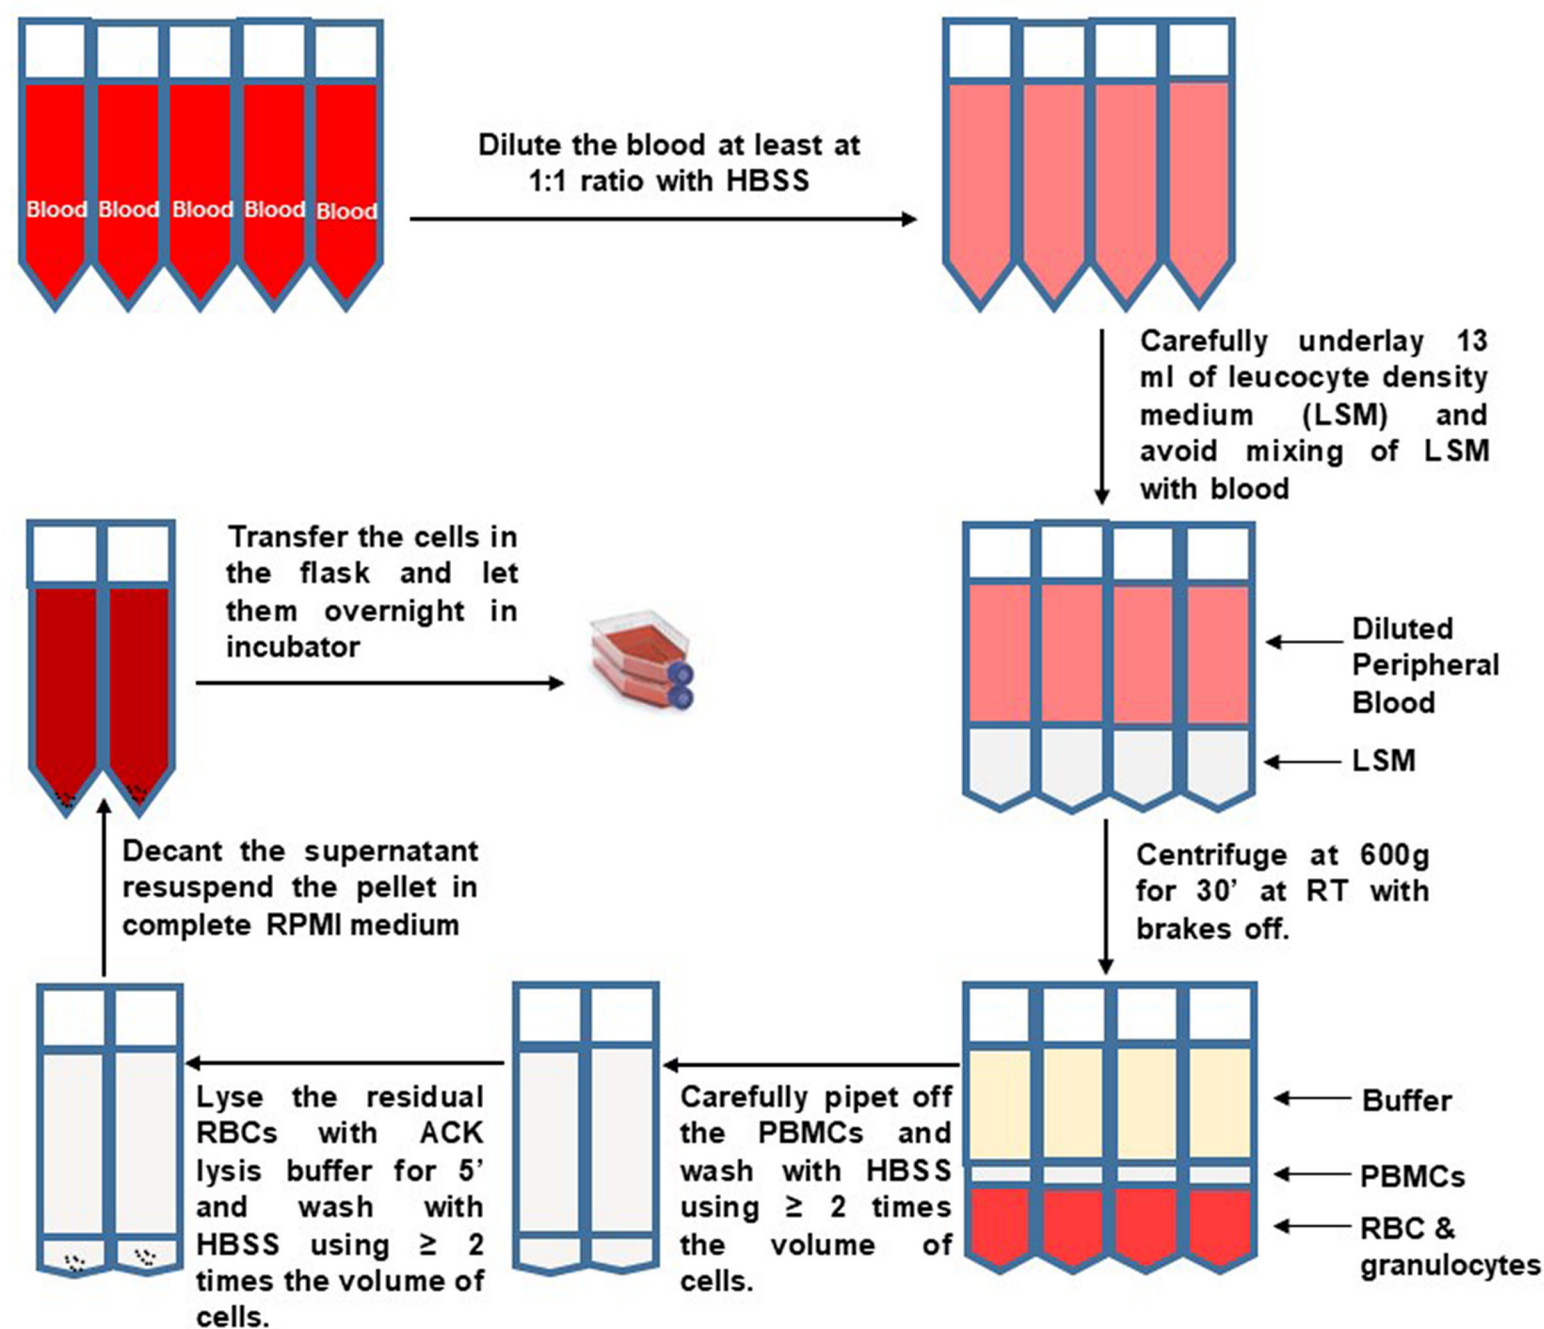 Blood Blood Blood Blood Blood
Dilute the blood at least at
1:1 ratio with HBSS
Carefully underlay 13
ml of leucocyte density
medium (LSM) and
avoid mixing of LSM
with blood
Diluted
Peripheral
Blood
LSM
Centrifuge at 600g
for 30’ at RT with
brakes off.
Buffer
PBMCs
RBC &
granulocytes
Carefully pipet off
the PBMCs and
wash with HBSS
using ≥ 2 times
the volume of
cells.
Lyse the residual
RBCs with ACK
lysis buffer for 5’
and wash with
HBSS using ≥ 2
times the volume of
cells.
Decant the supernatant
resuspend the pellet in
complete RPMI medium
Transfer the cells in
the flask and let
them overnight in
incubator